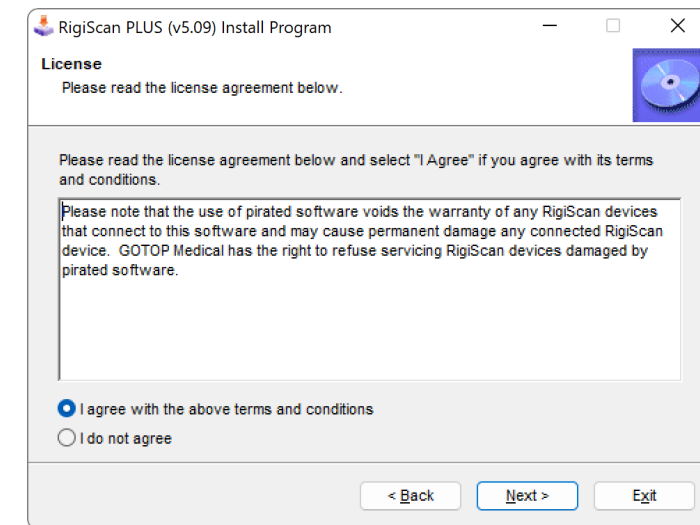 RigiScan PLUS (v5.09) Install Program
License
Please read the license agreement below.
Please read the license agreement below and select "I Agree" if you agree with its terms
and conditions.
Please note that the use of pirated software voids the warranty of any RigiScan devices
that connect to this software and may cause permanent damage any connected RigiScan
device.  GOTOP Medical has the right to refuse servicing RigiScan devices damaged by
pirated software.
I agree with the above terms and conditions
I do not agree
< Back
Next >
Exit